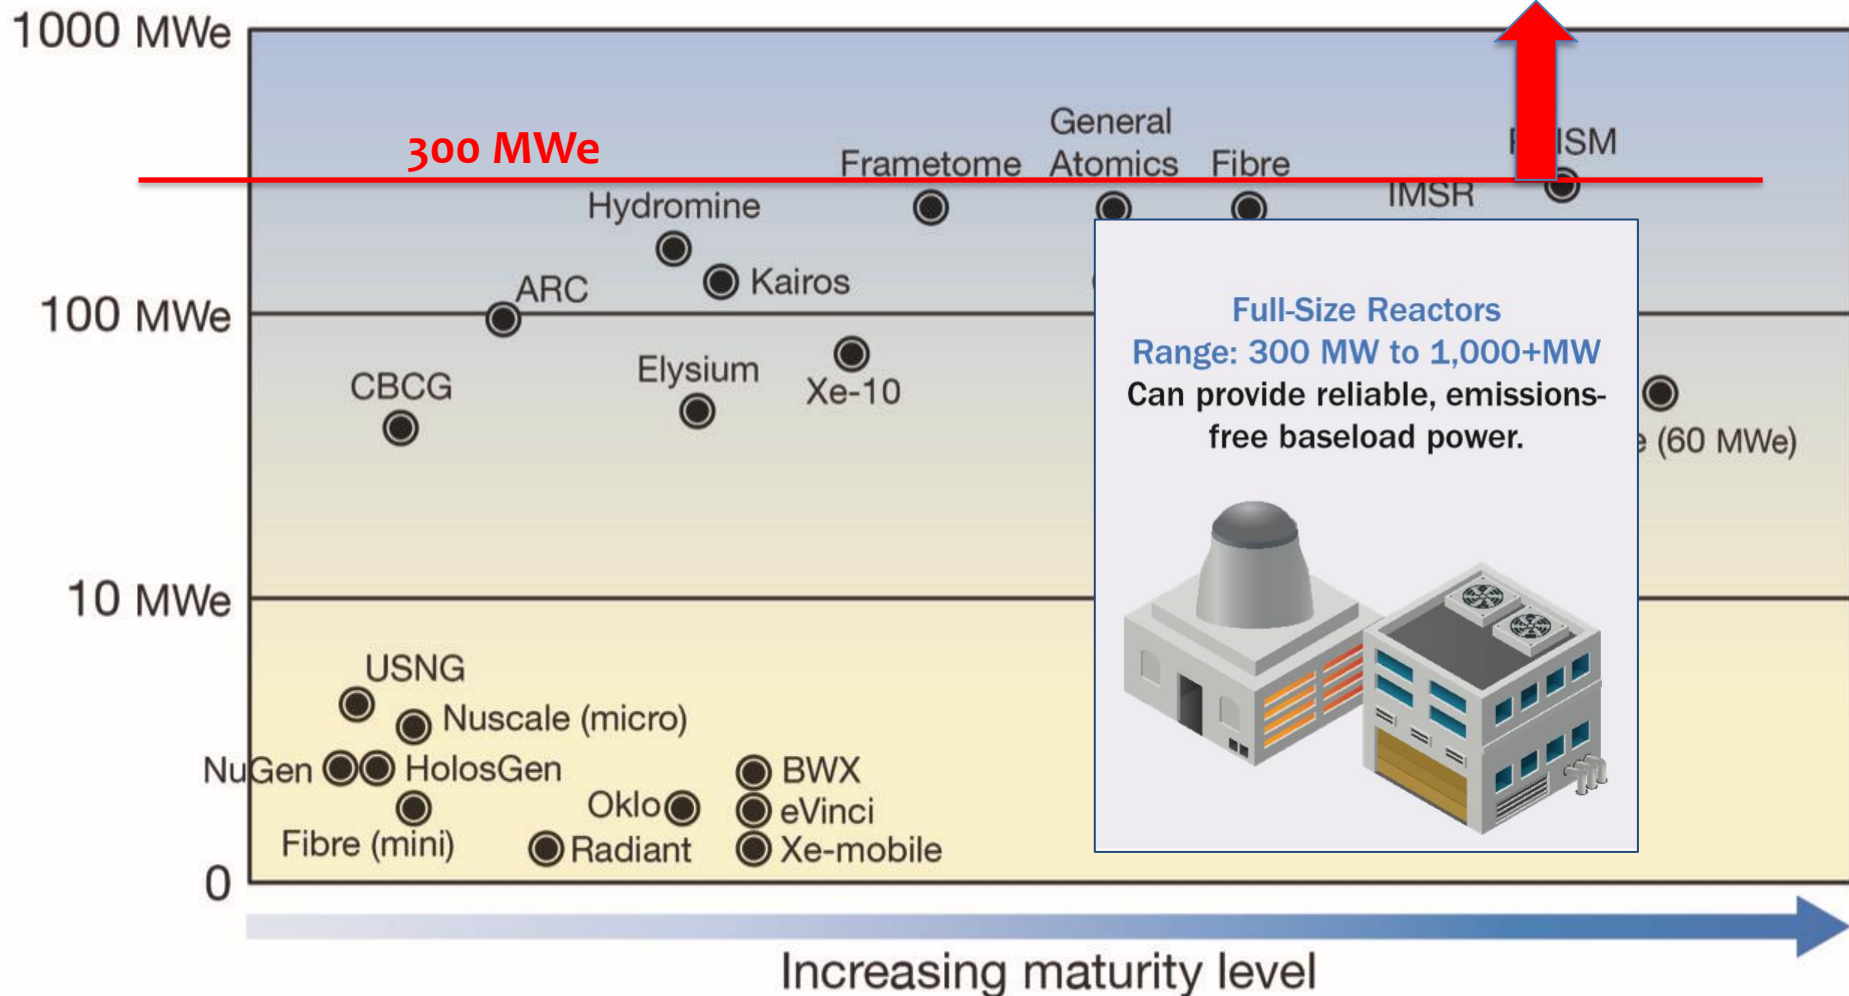 1000 MWe
General
300 MWe
Frametome
Atomics
Fibre
ISM
Hydromine
IMSR
ARC
Kairos
100 MWe
Full-Size Reactors
Range: 300 MW to 1,000+MW
Can provide reliable, emissions-
free baseload power.
CBCG
Elysium
Xe-10
(60 MWe)
10 MWe
USNG
Nuscale (micro)
NuGen
HolosGen
BWX
Oklo
eVinci
Fibre (mini)
Radiant
Xe-mobile
0
Increasing maturity level